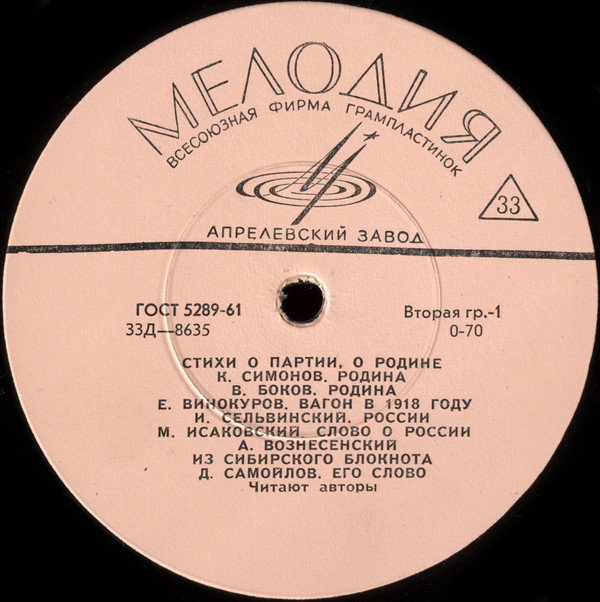 МЕЛОДИЯ
ВСЕСОЮЗНАЯ ФИРМА ГРАМПЛАСТИНОК
33
АПРЕЛЕВСКИЙ ЗАВОД
ГОСТ 5289-61 Вторая гр.-1
33Д—8635 0-70
СТИХИ О ПАРТИИ, О РОДИНЕ
К. СИМОНОВ. РОДИНА
В. БОКОВ. РОДИНА
Е. ВИНОКУРОВ. ВАГОН В 1918 ГОДУ
И. СЕЛЬВИНСКИЙ. РОССИИ
М. ИСАКОВСКИЙ. СЛОВО О РОССИИ
А. ВОЗНЕСЕНСКИЙ
ИЗ СИБИРСКОГО БЛОКНОТА
Д. САМОЙЛОВ. ЕГО СЛОВО
Читают авторы